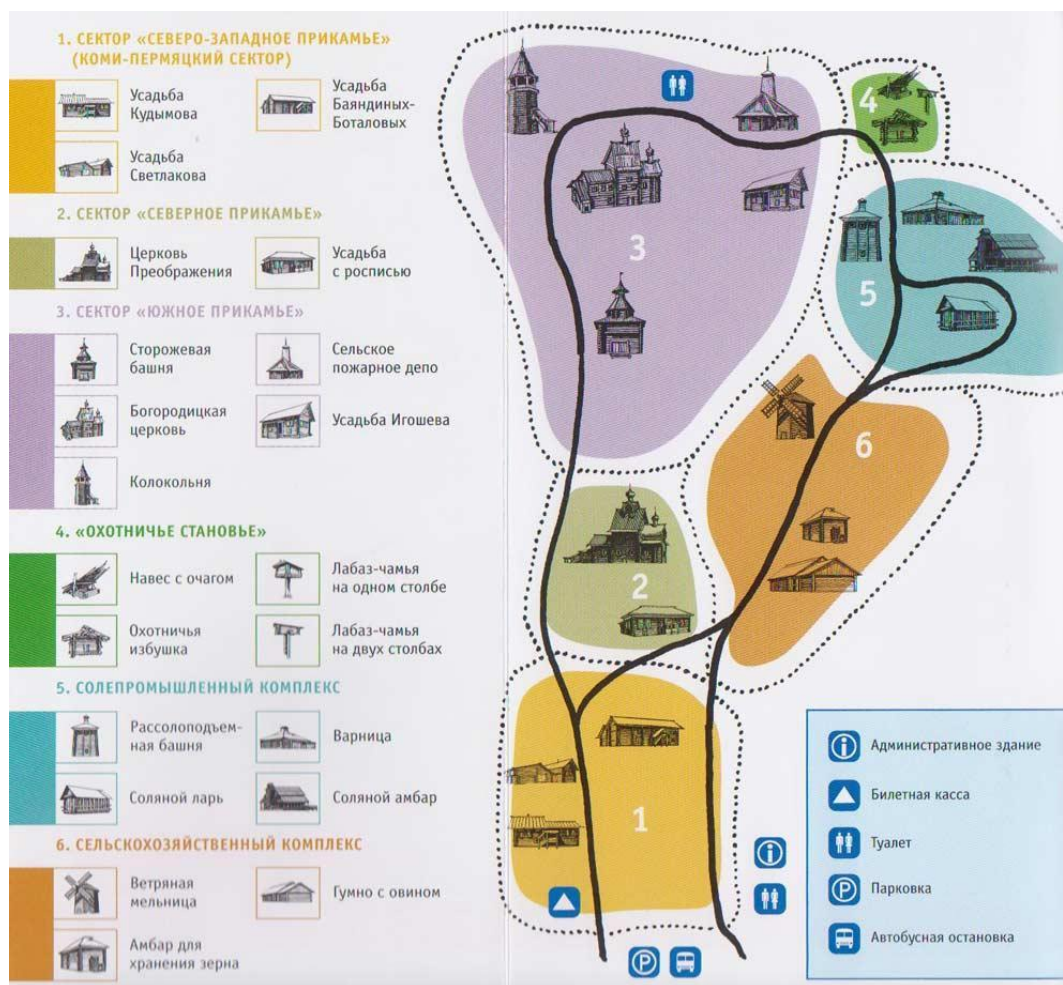 1. СЕКТОР «СЕВЕРО-ЗАПАДНОЕ ПРИКАМЬЕ»
(КОМИ-ПЕРМЯЦКИЙ СЕКТОР)
Усадьба
Кудымова
Усадьба
Баяндиных-
Боталовых
Усадьба
Светлакова
2. СЕКТОР «СЕВЕРНОЕ ПРИКАМЬЕ»
Церковь
Преображения
Усадьба
с росписью
3. СЕКТОР «ЮЖНОЕ ПРИКАМЬЕ»
Сторожевая
башня
Сельское
пожарное депо
Богородицкая
церковь
Усадьба Игошева
Колокольня
4. «ОХОТНИЧЬЕ СТАНОВЬЕ»
Навес с очагом
Лабаз-чамья
на одном столбе
Охотничья
избушка
Лабаз-чамья
на двух столбах
5. СОЛЕПРОМЫШЛЕННЫЙ КОМПЛЕКС
Рассолоподъем-
ная башня
Варница
Соляной ларь
Соляной амбар
6. СЕЛЬСКОХОЗЯЙСТВЕННЫЙ КОМПЛЕКС
Ветряная
мельница
Гумно с овином
Амбар для
хранения зерна
4
3
5
6
2
1
i
P
i
Административное здание
Билетная касса
Туалет
P
Парковка
Автобусная остановка